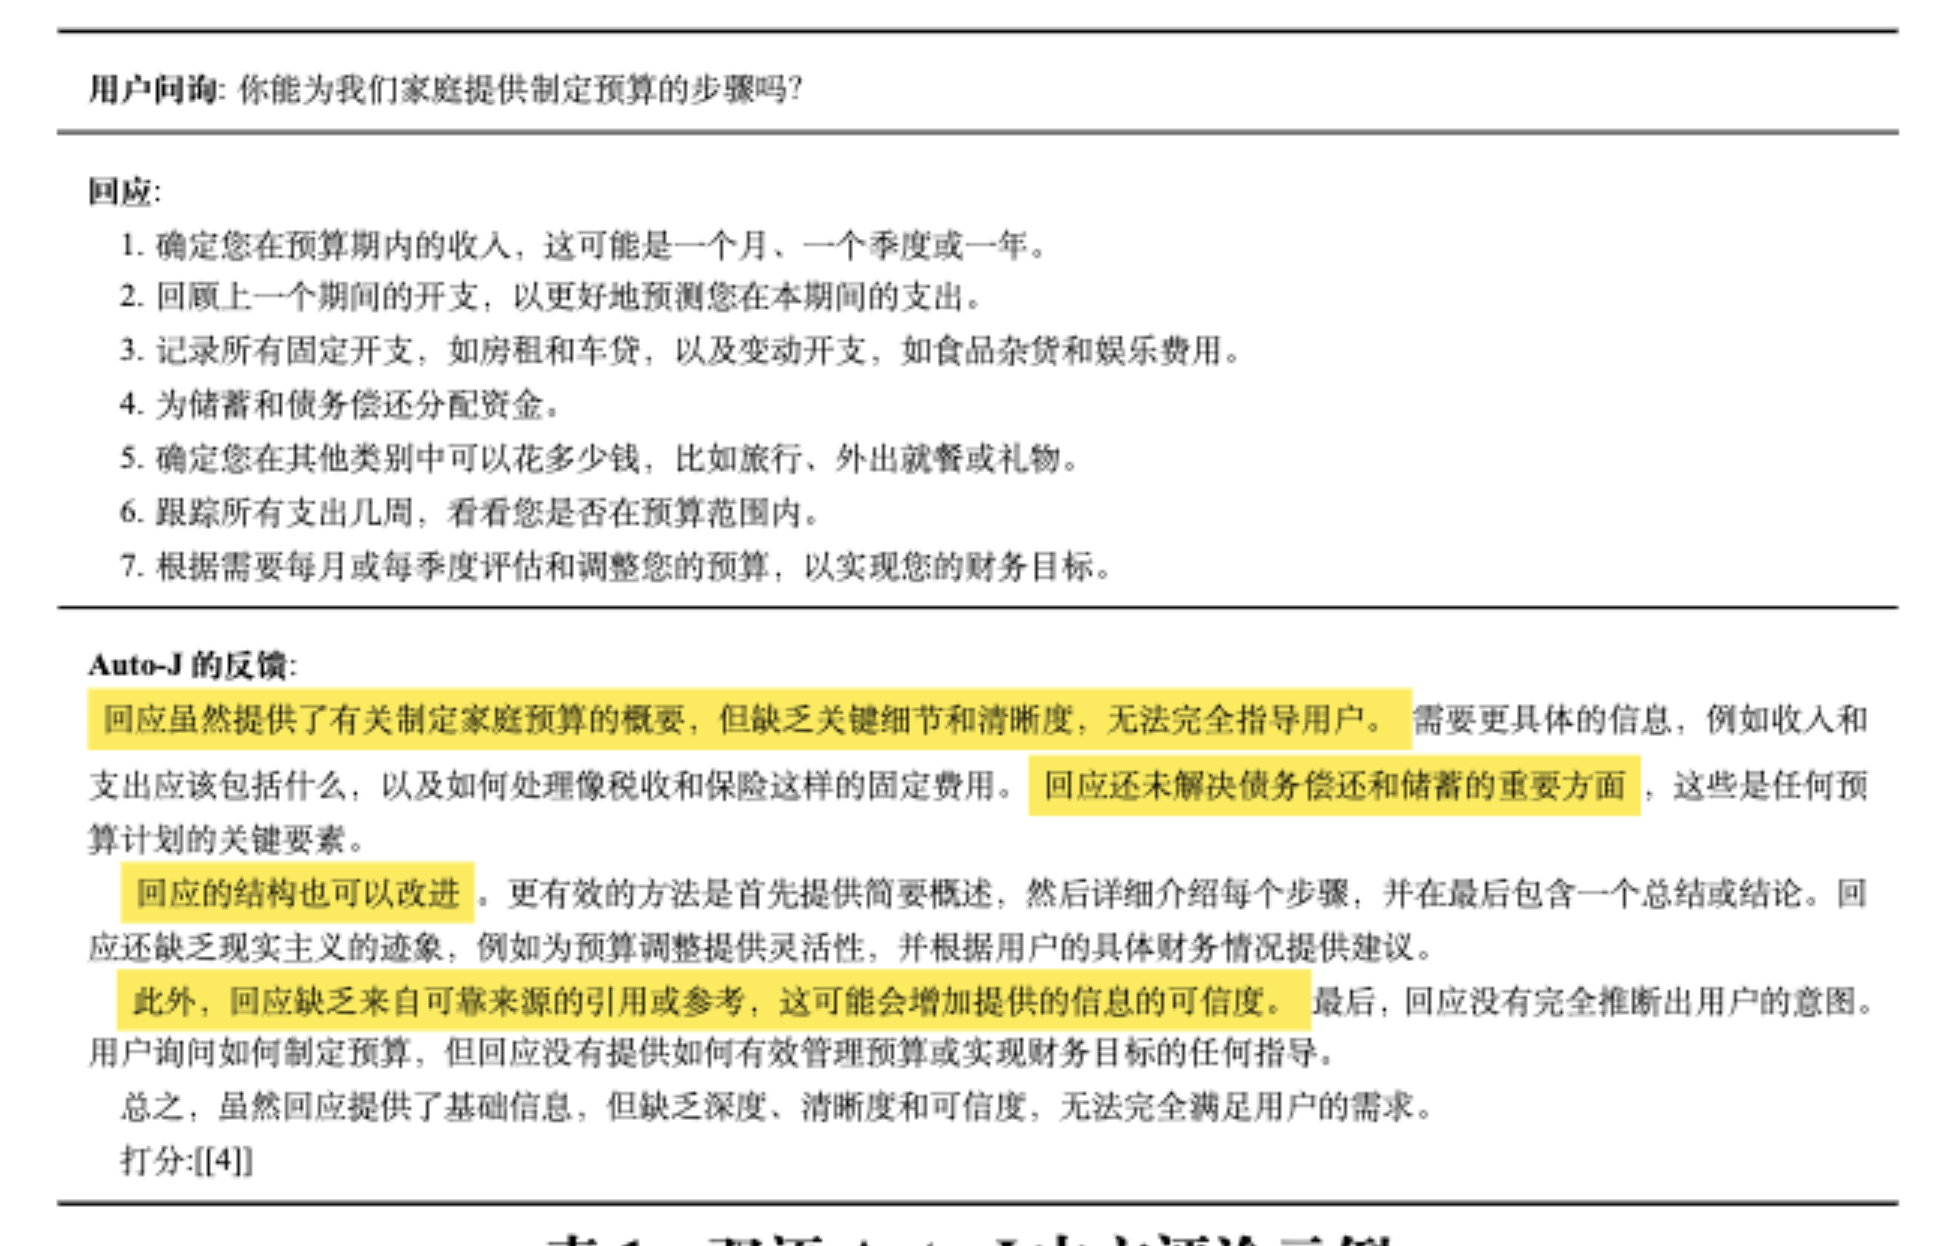 用户问询: 你能为我们家庭提供制定预算的步骤吗?
回应:
1. 确定您在预算期内的收入，这可能是一个月、一个季度或一年。
2. 回顾上一个期间的开支，以更好地预测您在本期间的支出。
3. 记录所有固定开支，如房租和车贷，以及变动开支，如食品杂货和娱乐费用。
4. 为储蓄和债务偿还分配资金。
5. 确定您在其他类别中可以花多少钱，比如旅行、外出就餐或礼物。
6. 跟踪所有支出几周，看看您是否在预算范围内。
7. 根据需要每月或每季度评估和调整您的预算，以实现您的财务目标。
Auto-J 的反馈:
回应虽然提供了有关制定家庭预算的概要，但缺乏关键细节和清晰度，无法完全指导用户。需要更具体的信息，例如收入和
支出应该包括什么，以及如何处理像税收和保险这样的固定费用。回应还未解决债务偿还和储蓄的重要方面，这些是任何预
算计划的关键要素。
回应的结构也可以改进。更有效的方法是首先提供简要概述，然后详细介绍每个步骤，并在最后包含一个总结或结论。回
应还缺乏现实主义的迹象，例如为预算调整提供灵活性，并根据用户的具体财务情况提供建议。
此外，回应缺乏来自可靠来源的引用或参考，这可能会增加提供的信息的可信度。最后，回应没有完全推断出用户的意图。
用户询问如何制定预算，但回应没有提供如何有效管理预算或实现财务目标的任何指导。
总之，虽然回应提供了基础信息，但缺乏深度、清晰度和可信度，无法完全满足用户的需求。
打分:[[4]]